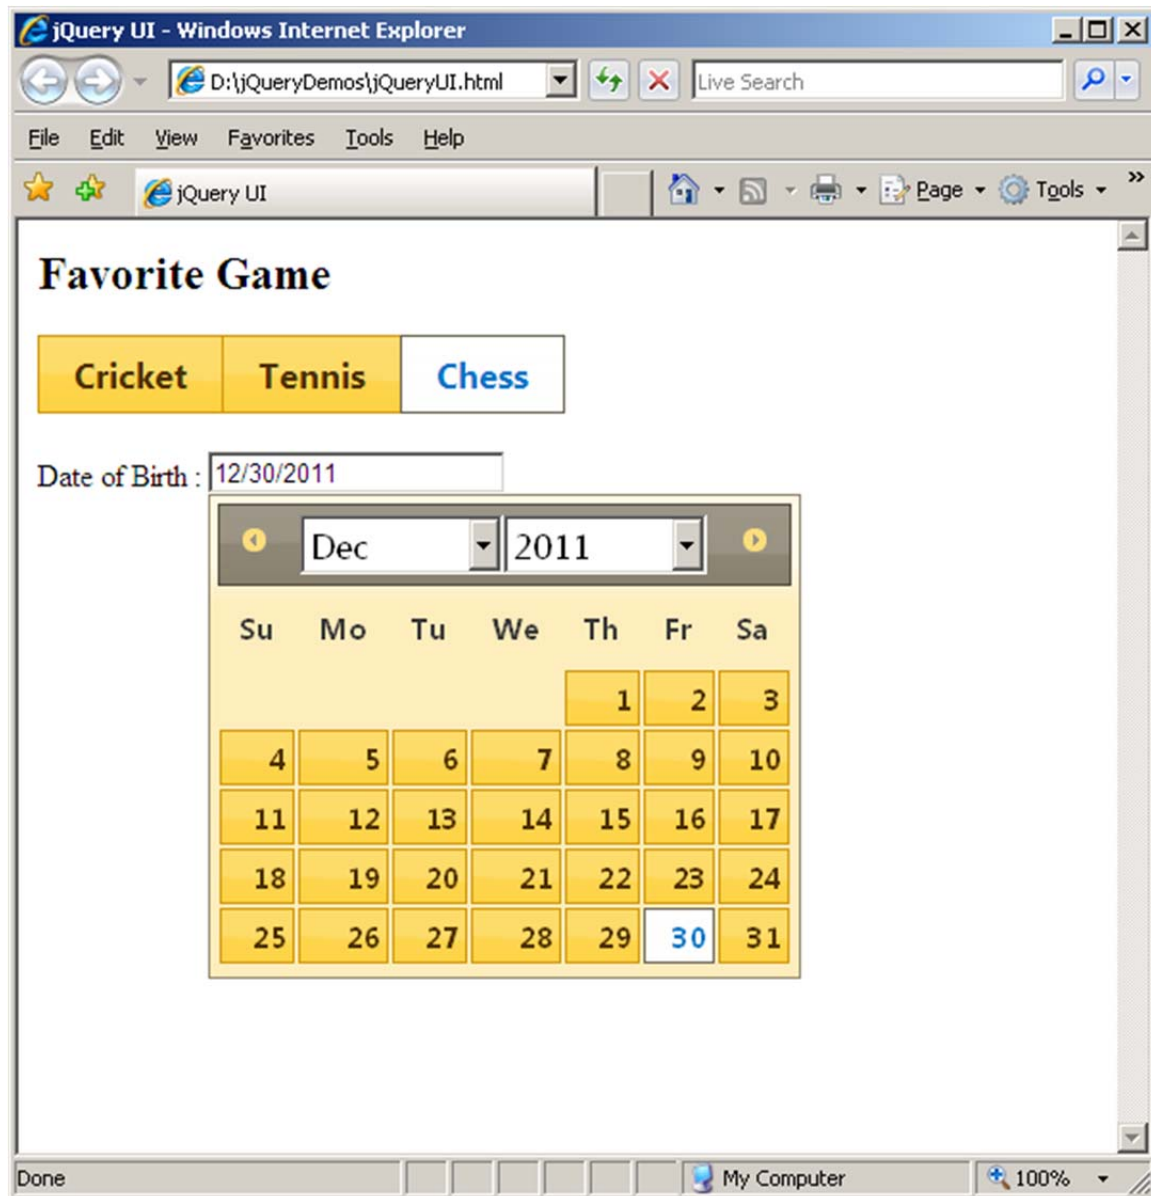 jQuery UI - Windows Internet Explorer
D:\jQueryDemos\jQueryUI.html Live Search
File Edit View Favorites Tools Help
jQuery UI Page Tools »
Favorite Game
Cricket Tennis Chess
Date of Birth : 12/30/2011
Dec 2011
Su Mo Tu We Th Fr Sa
1 2 3
4 5 6 7 8 9 10
11 12 13 14 15 16 17
18 19 20 21 22 23 24
25 26 27 28 29 30 31
Done My Computer 100%